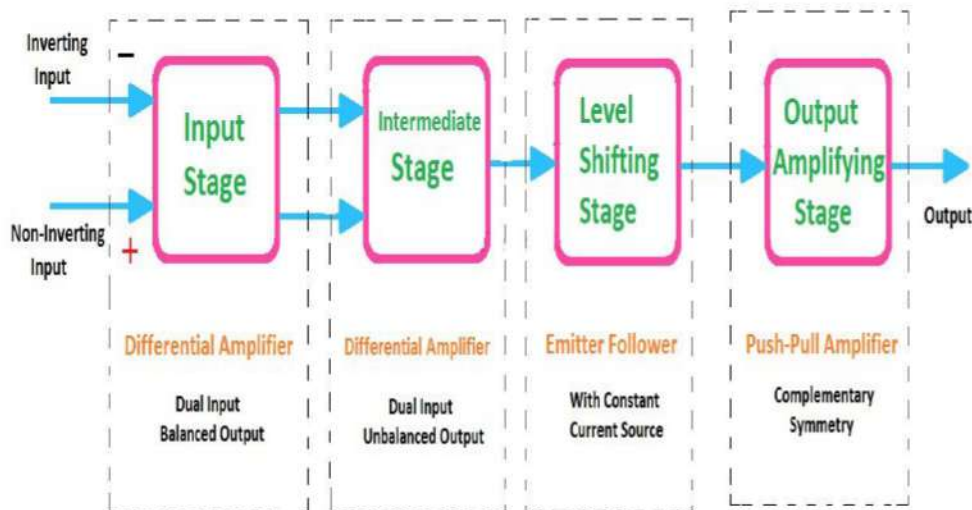 Inverting
Input
−
Non-Inverting
Input
+
Input
Stage
Differential Amplifier
Dual Input
Balanced Output
Intermediate
Stage
Differential Amplifier
Dual Input
Unbalanced Output
Level
Shifting
Stage
Emitter Follower
With Constant
Current Source
Output
Amplifying
Stage
Push-Pull Amplifier
Complementary
Symmetry
Output